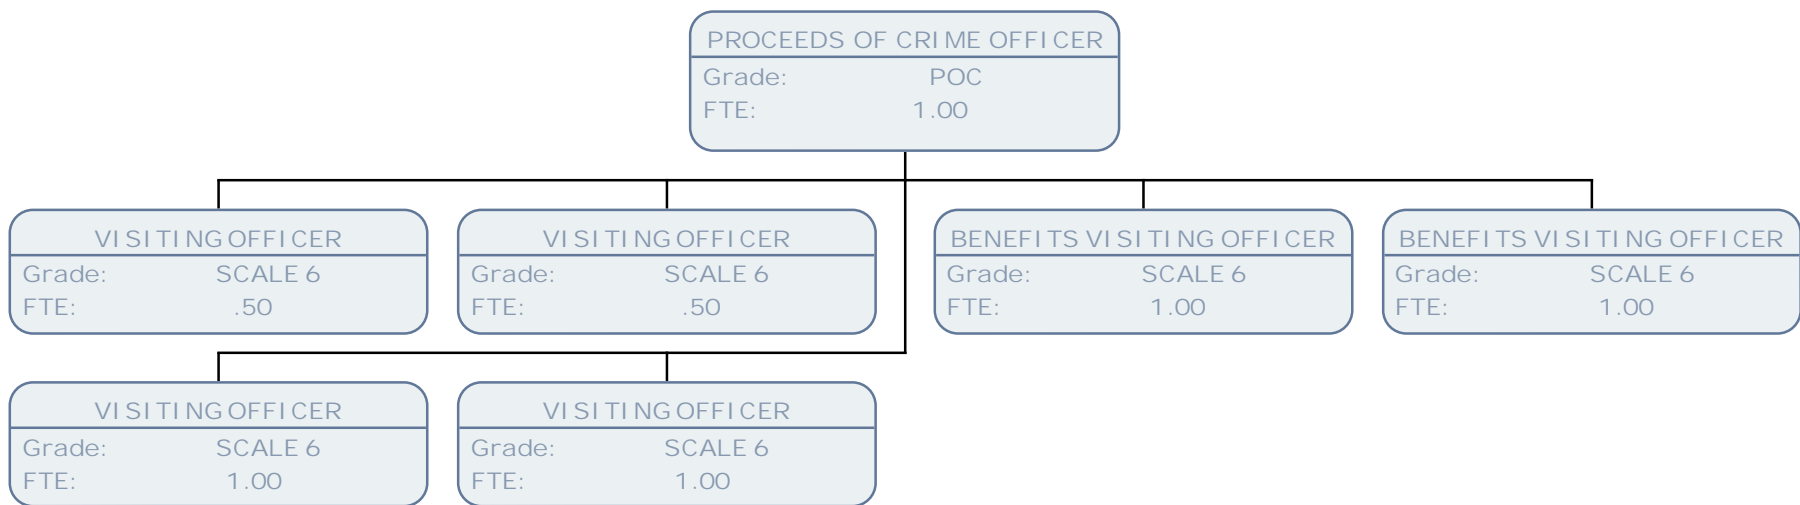 PROCEEDS OF CRIME OFFICER
Grade: POC
FTE: 1.00
VISITING OFFICER
Grade: SCALE 6
FTE: .50
VISITING OFFICER
Grade: SCALE 6
FTE: .50
BENEFITS VISITING OFFICER
Grade: SCALE 6
FTE: 1.00
BENEFITS VISITING OFFICER
Grade: SCALE 6
FTE: 1.00
VISITING OFFICER
Grade: SCALE 6
FTE: 1.00
VISITING OFFICER
Grade: SCALE 6
FTE: 1.00